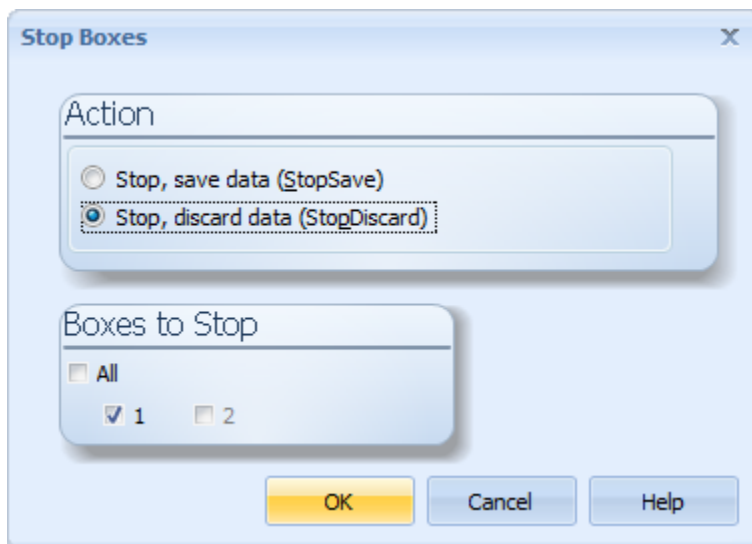 Stop Boxes
Action
Stop, save data (StopSave)
Stop, discard data (StopDiscard)
Boxes to Stop
All
1 2
OK Cancel Help